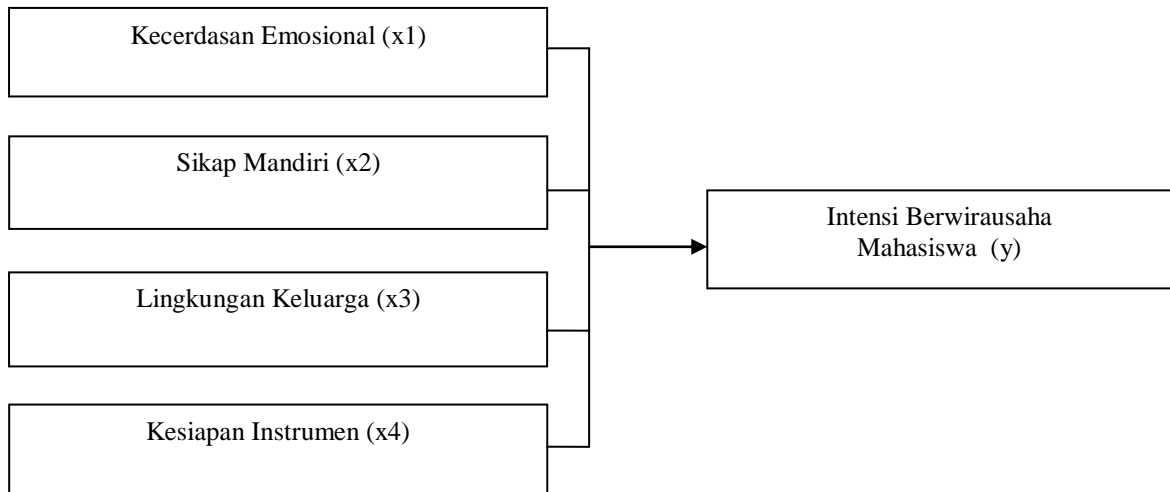 Kecerdasan Emosional (x1)
Sikap Mandiri (x2)
Lingkungan Keluarga (x3)
Kesiapan Instrumen (x4)
Intensi Berwirausaha
Mahasiswa (y)